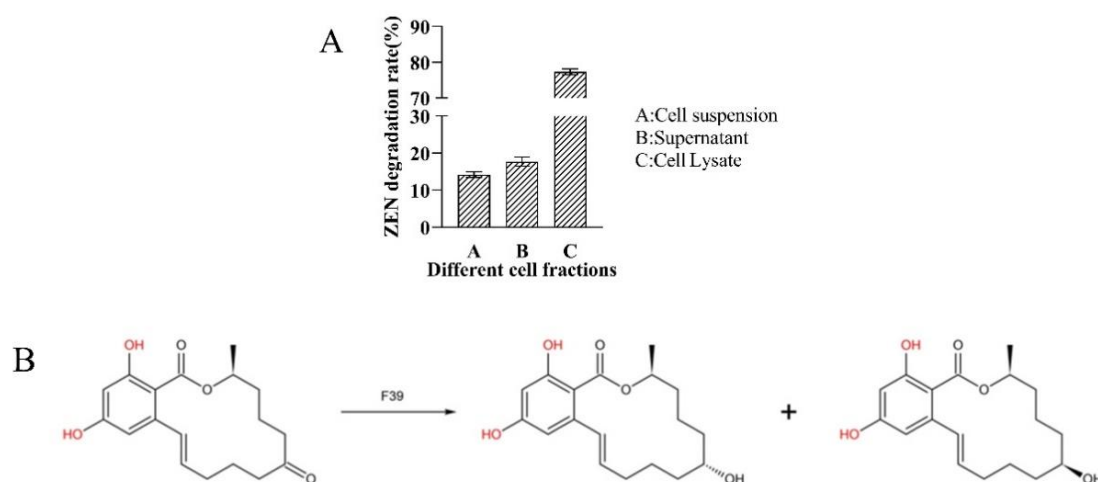 A
ZEN degradation rate(%)
90
80
70
30
20
10
0
A B C
Different cell fractions
A:Cell suspension
B:Supernatant
C:Cell Lysate
B
OH O
O
HO
O
F39
OH O
O
HO
OH
+
OH O
O
HO
OH